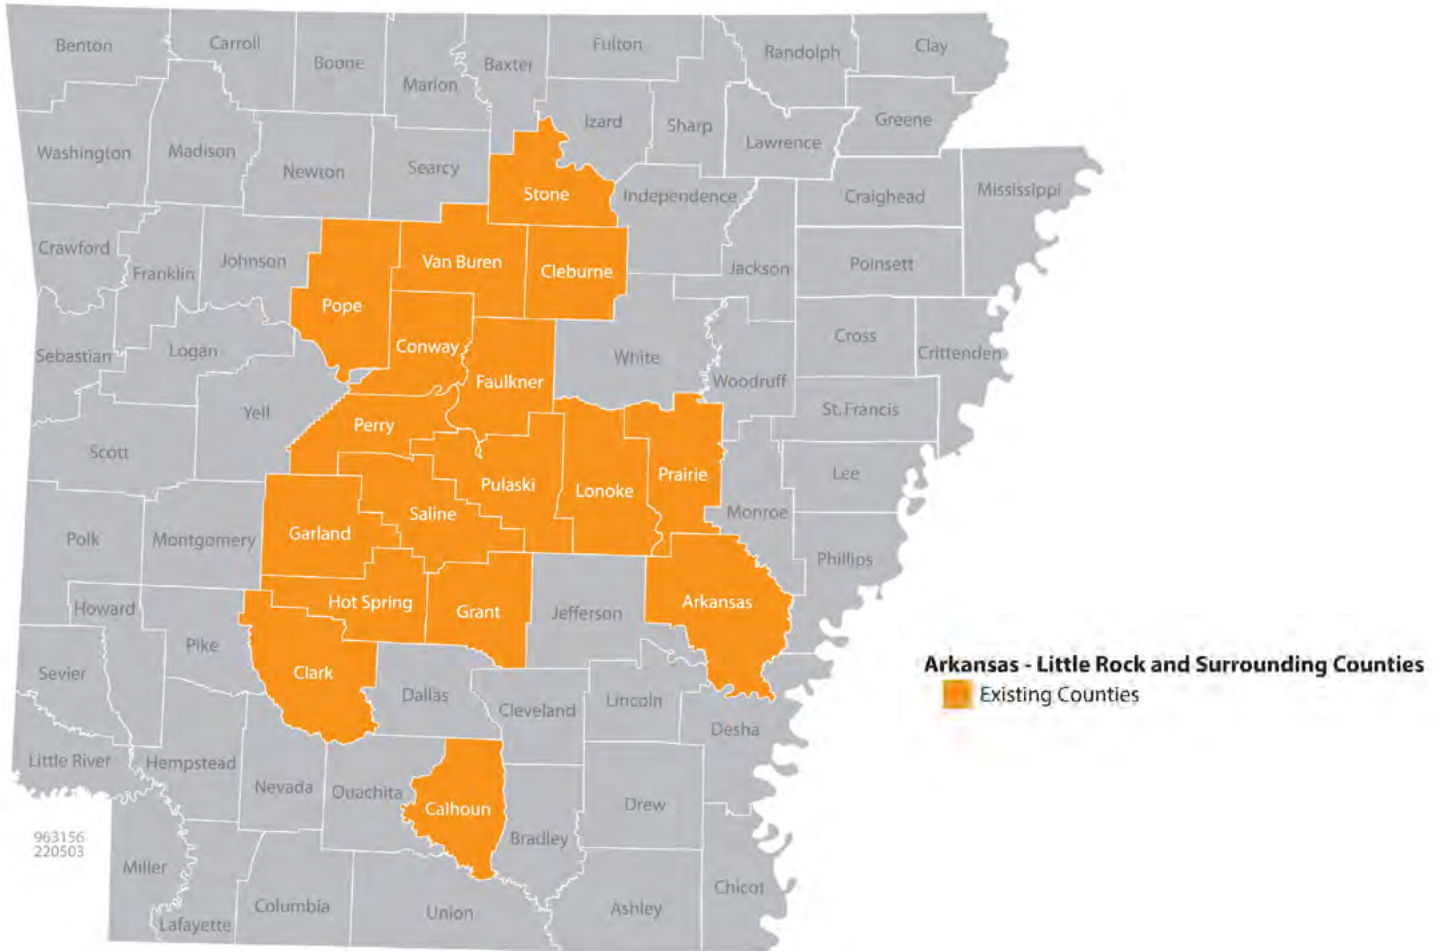 Benton
Carroll
Boone
Marion
Baxter
Fulton
Randolph
Clay
Washington
Madison
Newton
Searcy
Stone
Izard
Sharp
Lawrence
Greene
Independence
Craighead
Mississippi
Crawford
Franklin
Johnson
Pope
Van Buren
Cleburne
Jackson
Poinsett
Sebastian
Logan
Conway
Faulkner
White
Woodruff
Cross
Crittenden
Scott
Yell
Perry
St. Francis
Pulaski
Lonoke
Prairie
Lee
Polk
Montgomery
Garland
Saline
Monroe
Phillips
Howard
Pike
Hot Spring
Grant
Jefferson
Arkansas
Sevier
Clark
Dallas
Cleveland
Lincoln
Desha
Arkansas - Little Rock and Surrounding Counties
Existing Counties
Little River
Hempstead
Nevada
Ouachita
Calhoun
Bradley
Drew
963156
220503
Miller
Lafayette
Columbia
Union
Ashley
Chicot